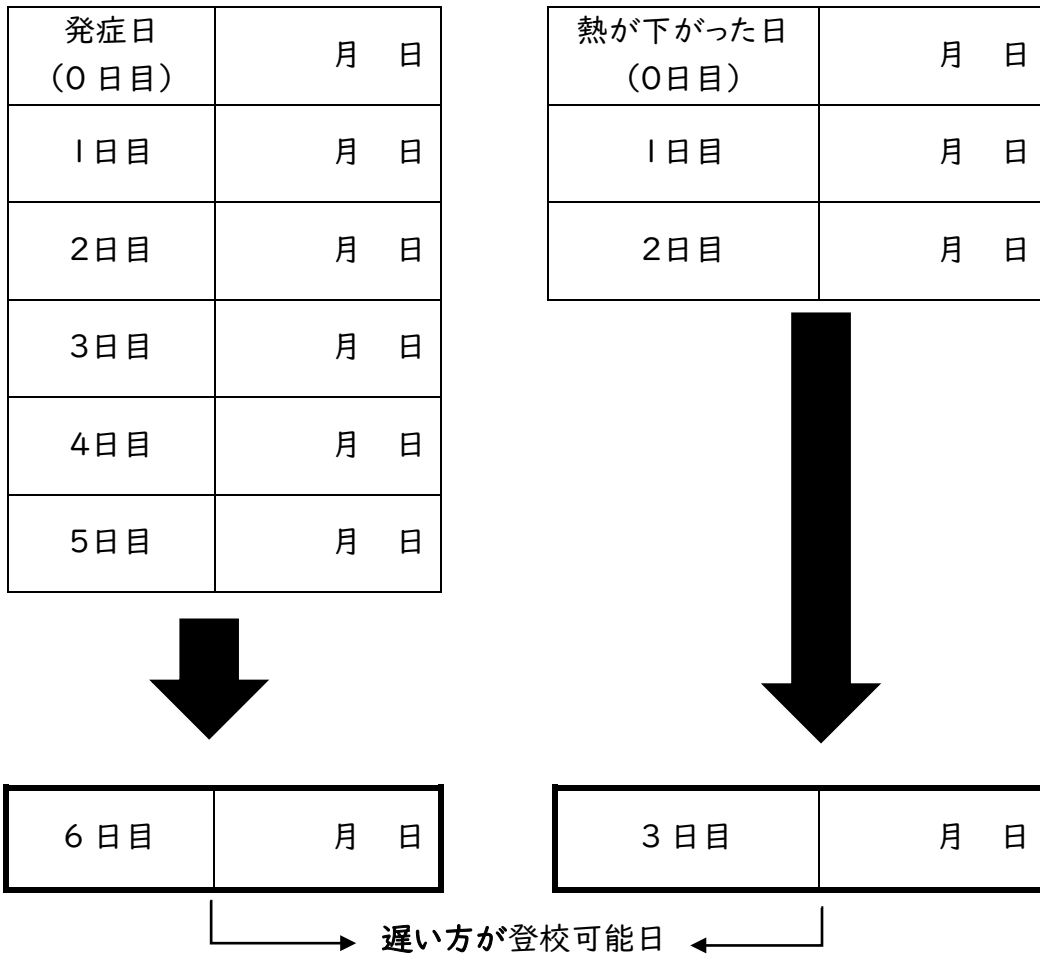 発症日
（0 日目） 月 日
1日目 月 日
2日目 月 日
3日目 月 日
4日目 月 日
5日目 月 日
6 日目 月 日
熱が下がった日
（0日目） 月 日
1日目 月 日
2日目 月 日
3 日目 月 日
遅い方が登校可能日